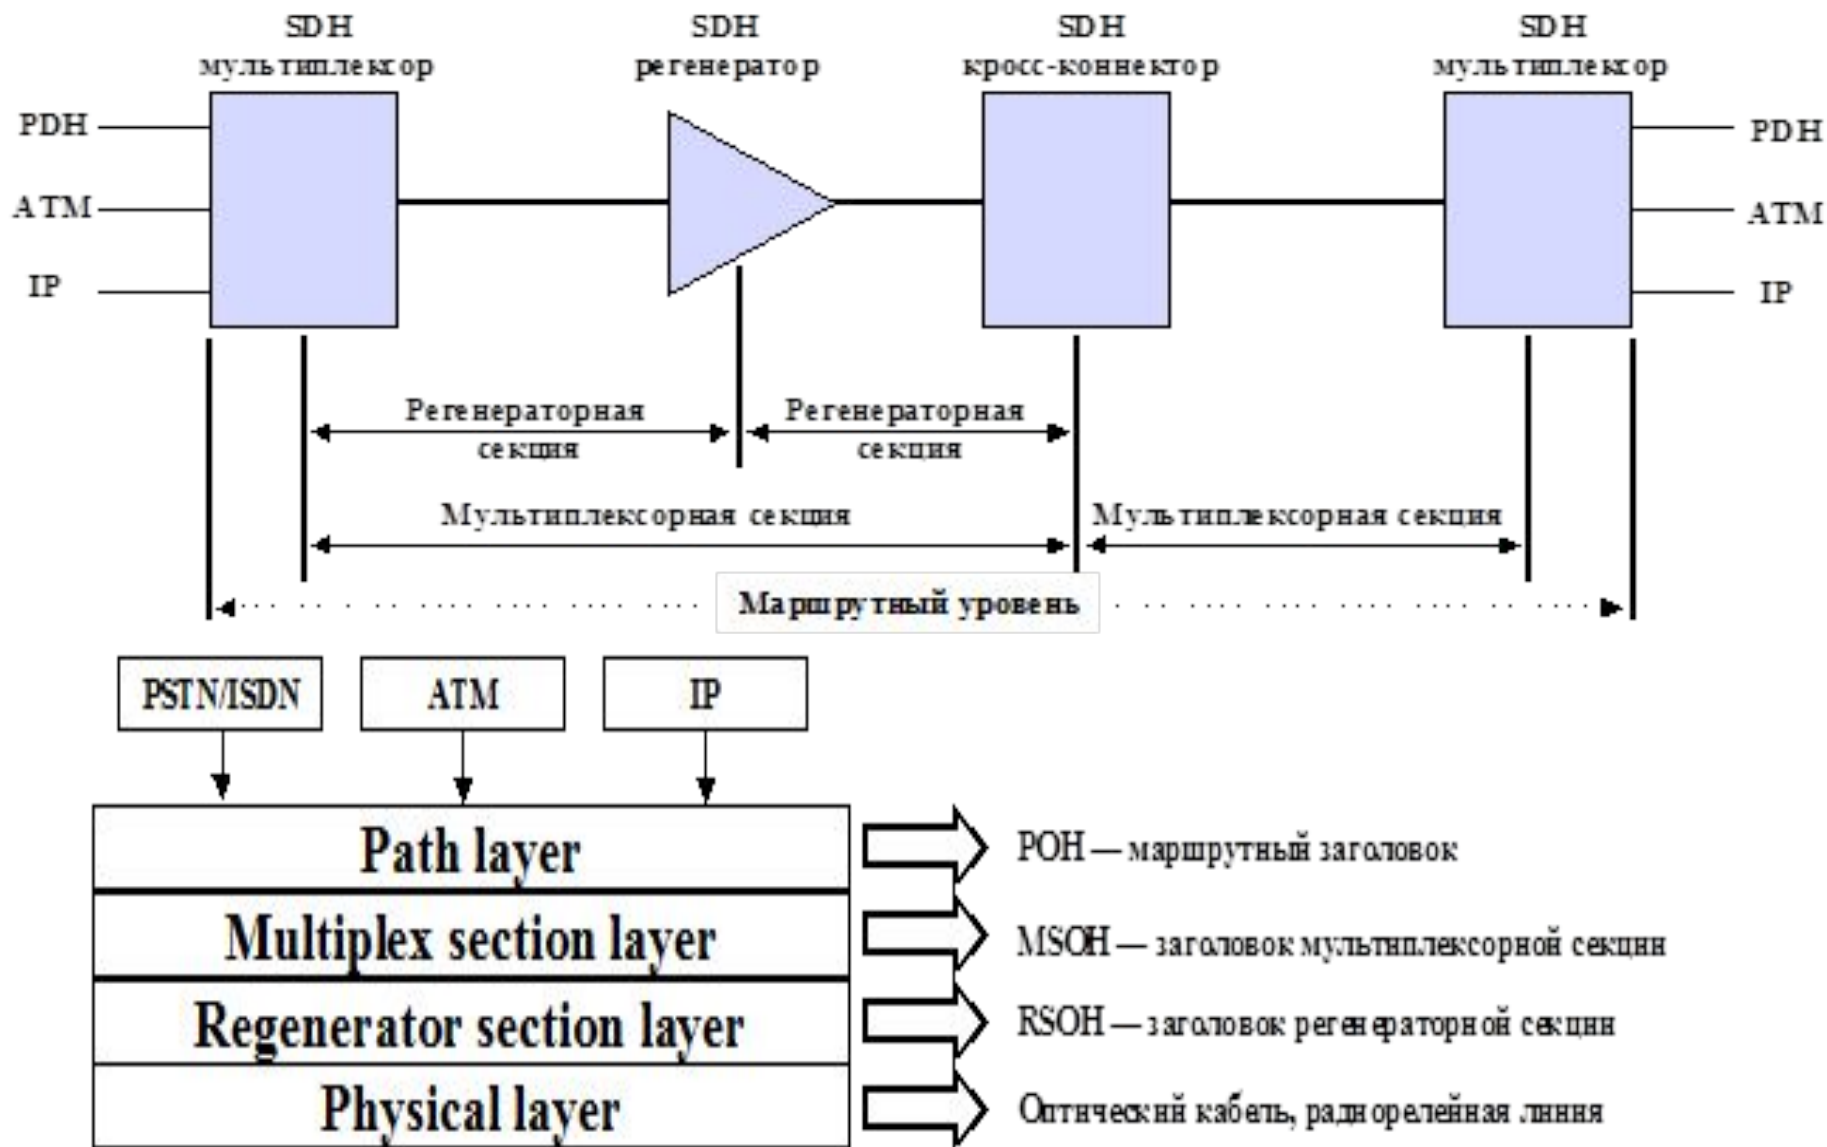 SDH
мультиплексор
SDH
регенератор
SDH
кросс-коннектор
SDH
мультиплексор
PDH
ATM
IP
PDH
ATM
IP
Регенераторная
секция
Регенераторная
секция
Мультиплексорная секция
Мультиплексорная секция
Маршрутный уровень
PSTN/ISDN
ATM
IP
Path layer
POH — маршрутный заголовок
Multiplex section layer
MSOH — заголовок мультиплексорной секции
Regenerator section layer
RSOH — заголовок регенераторной секции
Physical layer
Оптический кабель, радиорелейная линия